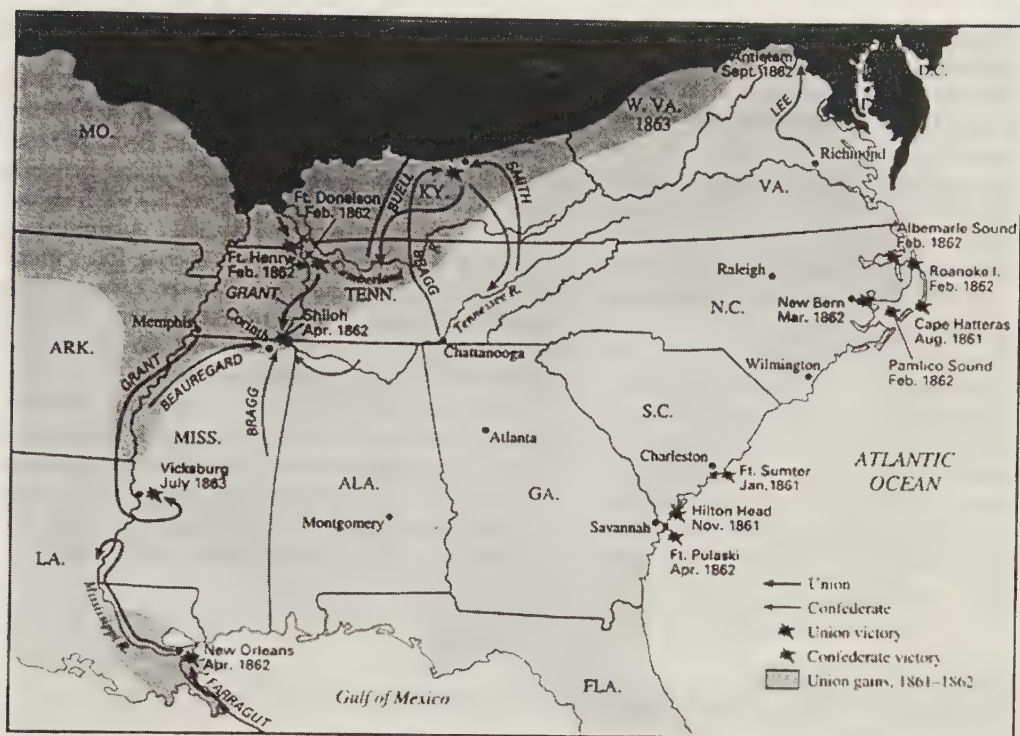 Antietam
Sept. 1862
D.C.
MO.
W. VA.
1863
LEE
Richmond
VA.
SMITH
BUELL
KY.
Ft. Donelson
Feb. 1862
Ft. Henry
Feb. 1862
Cumberland
TENN.
BRAGG
Tennessee R.
GRANT
Albemarle Sound
Feb. 1862
Raleigh
Roanoke I.
Feb. 1862
N.C.
New Bern
Mar. 1862
Cape Hatteras
Aug. 1861
Pamlico Sound
Feb. 1862
Shiloh
Apr. 1862
Memphis
Corinth
Chattanooga
Wilmington
ARK.
GRANT
BEAUREGARD
BRAGG
S.C.
MISS.
Atlanta
Charleston
Ft. Sumter
Jan. 1861
ATLANTIC
OCEAN
Vicksburg
July 1863
ALA.
GA.
Hilton Head
Nov. 1861
Montgomery
Savannah
Ft. Pulaski
Apr. 1862
LA.
Mississippi R.
New Orleans
Apr. 1862
FARRAGUT
Gulf of Mexico
FLA.
Union
Confederate
Union victory
Confederate victory
Union gains, 1861–1862